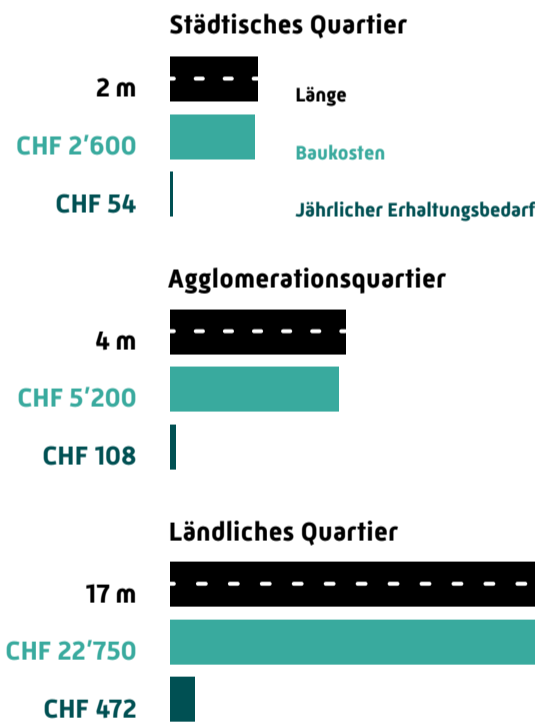 Städtisches Quartier
2 m
Länge
CHF 2’600
Baukosten
CHF 54
Jährlicher Erhaltungsbedarf
Agglomerationsquartier
4 m
CHF 5’200
CHF 108
Ländliches Quartier
17 m
CHF 22’750
CHF 472